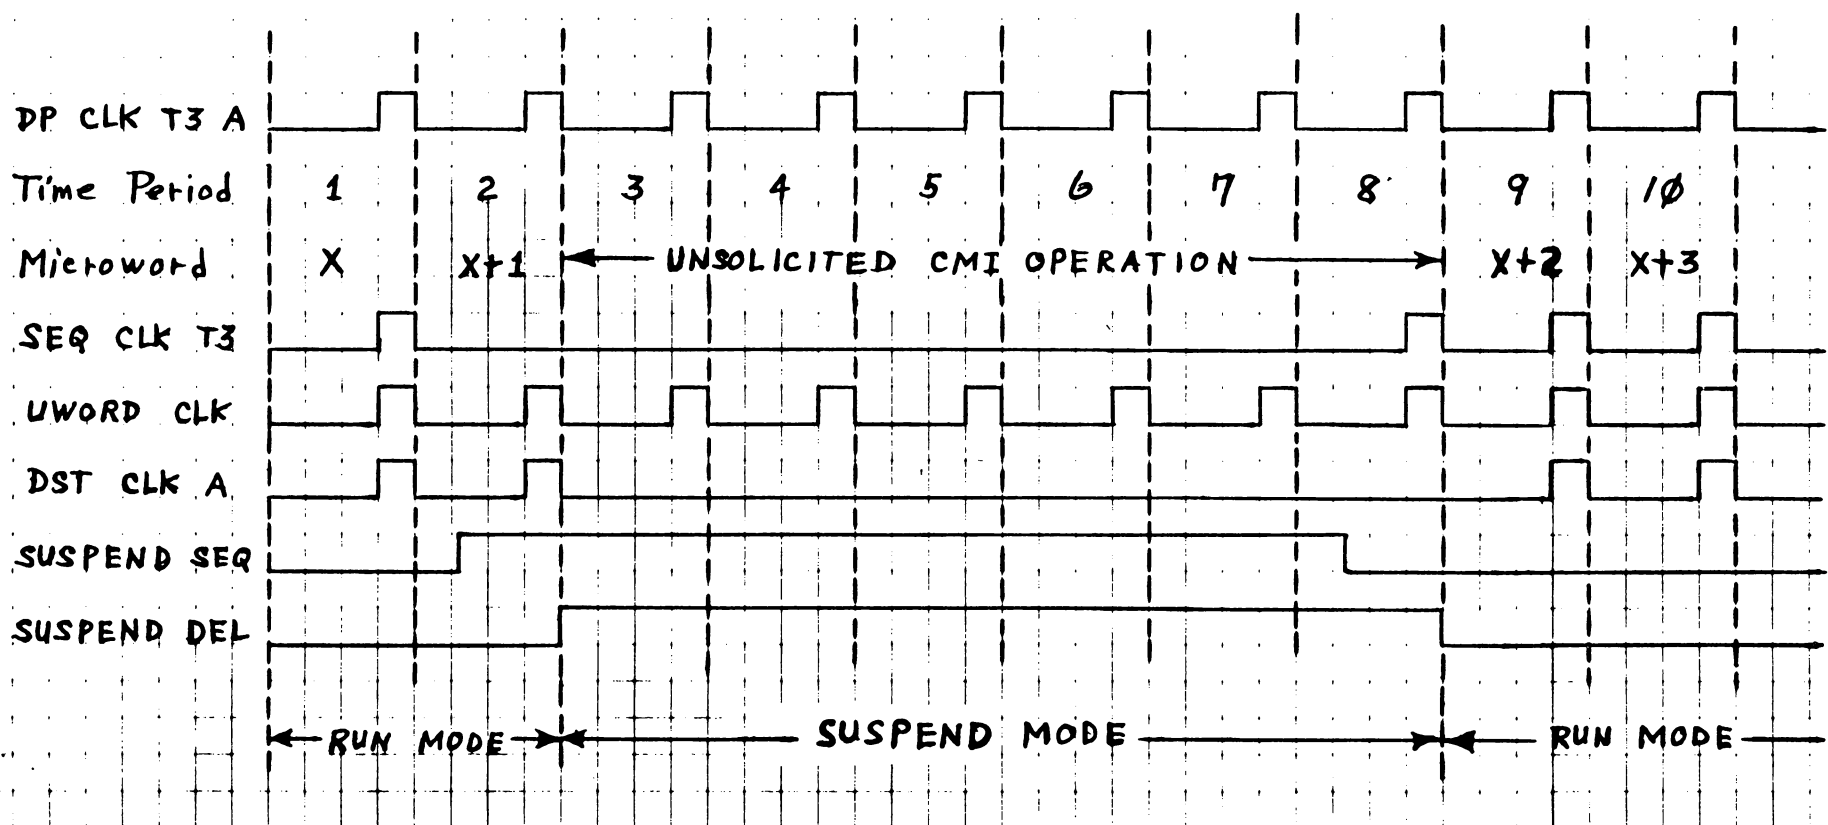 DP CLK T3 A
Time Period 1 2 3 4 5 6 7 8 9 10
Microword X X+1 UNSOLICITED CMI OPERATION X+2 X+3
SEQ CLK T3
UWORD CLK
DST CLK A
SUSPEND SEQ
SUSPEND DEL
RUN MODE SUSPEND MODE RUN MODE